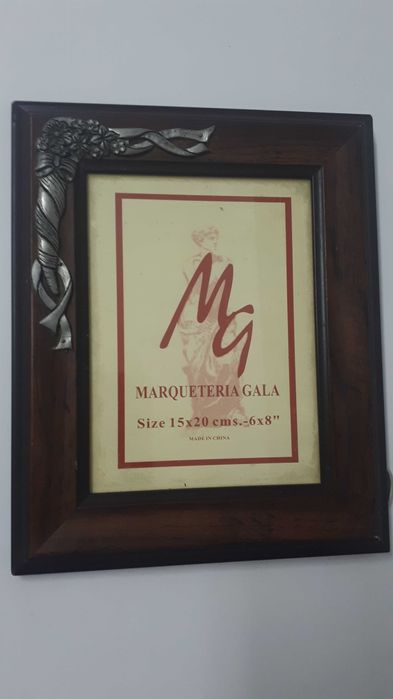 MG
MARQUETERIA GALA
Size 15x20 cms.-6x8"
MADE IN CHINA